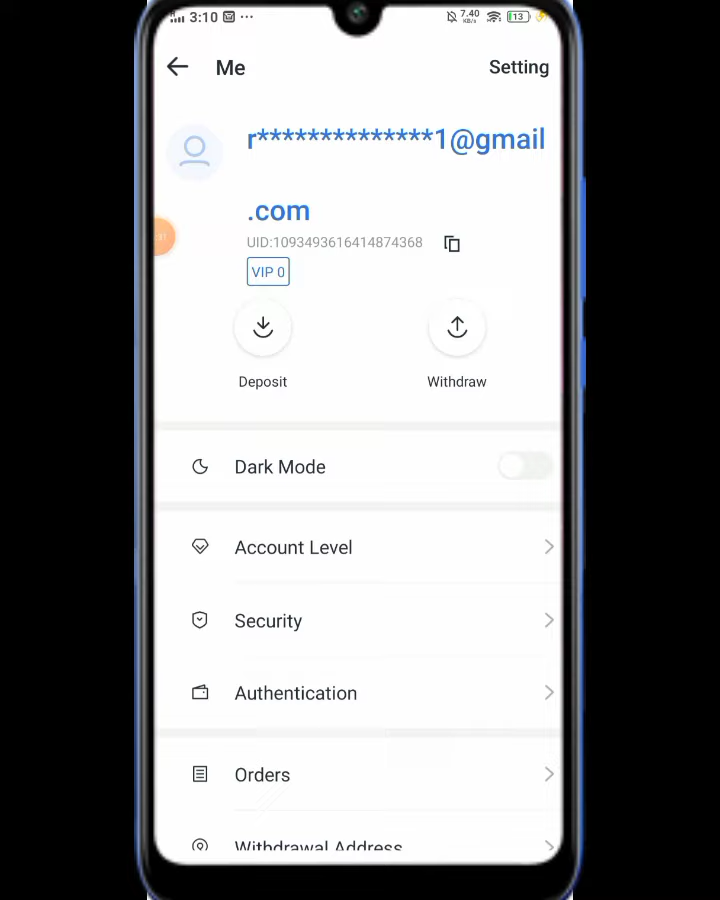 3:10 ... 7.40 KB/s 13
Me Setting
r**************1@gmail
.com
UID:1093493616414874368
VIP 0
Deposit Withdraw
Dark Mode
Account Level
Security
Authentication
Orders
Withdrawal Address